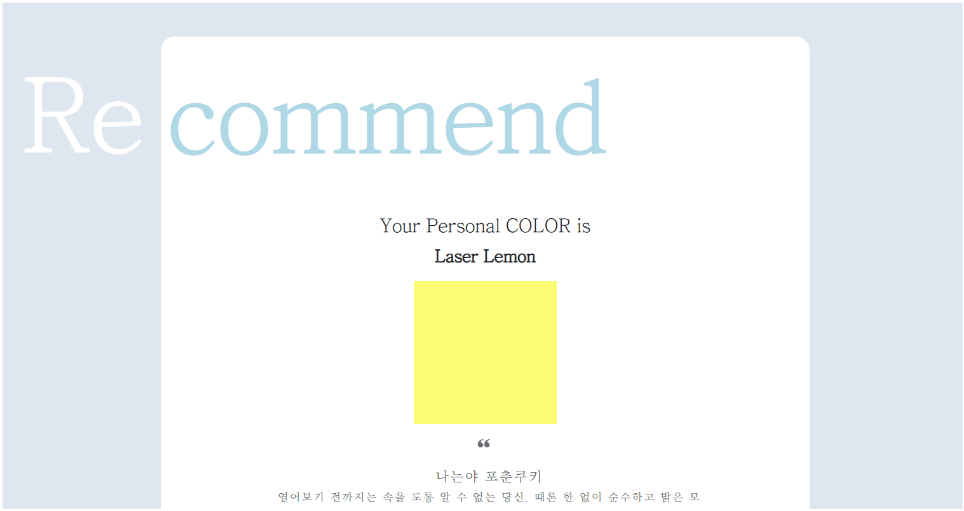 Recommend
Your Personal COLOR is
Laser Lemon
“
나는야 포춘쿠키
열어보기 전까지는 속을 도통 알 수 없는 당신. 때론 한 없이 순수하고 밝은 모